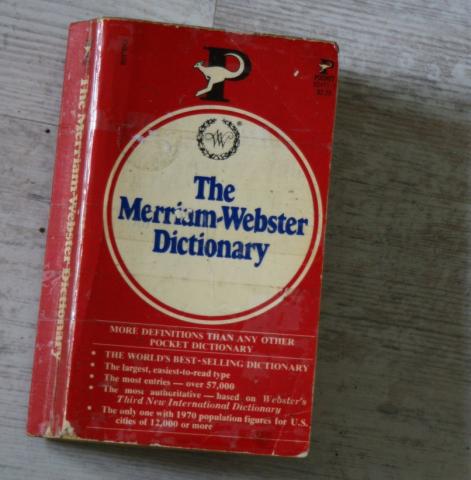 P
POCKET
W
®
The
Merriam-Webster
Dictionary
MORE DEFINITIONS THAN ANY OTHER
POCKET DICTIONARY
• THE WORLD'S BEST-SELLING DICTIONARY
• The largest, easiest-to-read type
• The most entries — over 57,000
• The most authoritative — based on Webster's
Third New International Dictionary
• The only one with 1970 population figures for U.S.
cities of 12,000 or more
The Merriam-Webster Dictionary